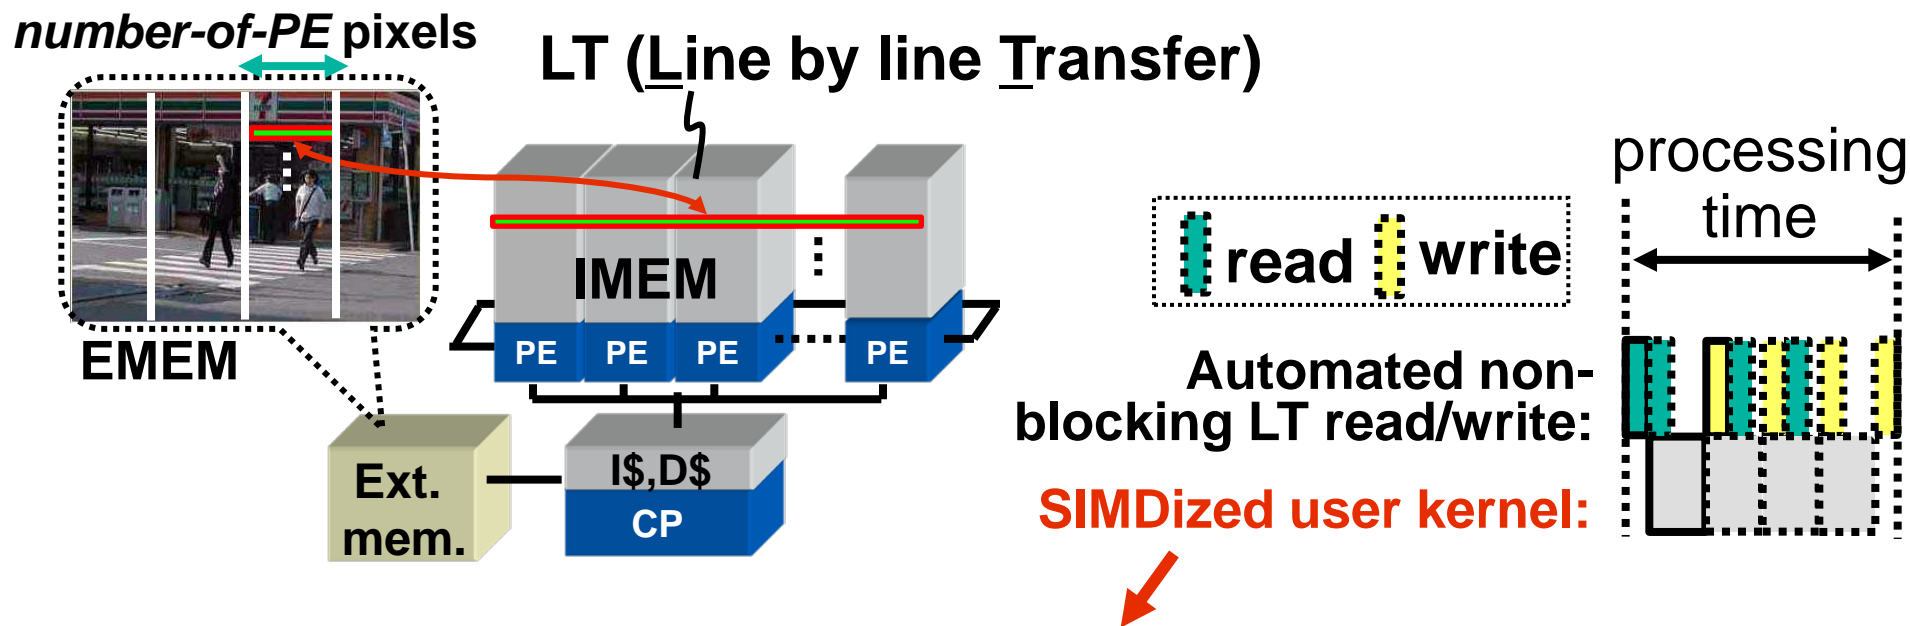 number-of-PE pixels
LT (Line by line Transfer)
EMEM
IMEM
PE PE PE PE
I$,D$
CP
Ext.
mem.
read write
processing
time
Automated non-
blocking LT read/write:
SIMDized user kernel: